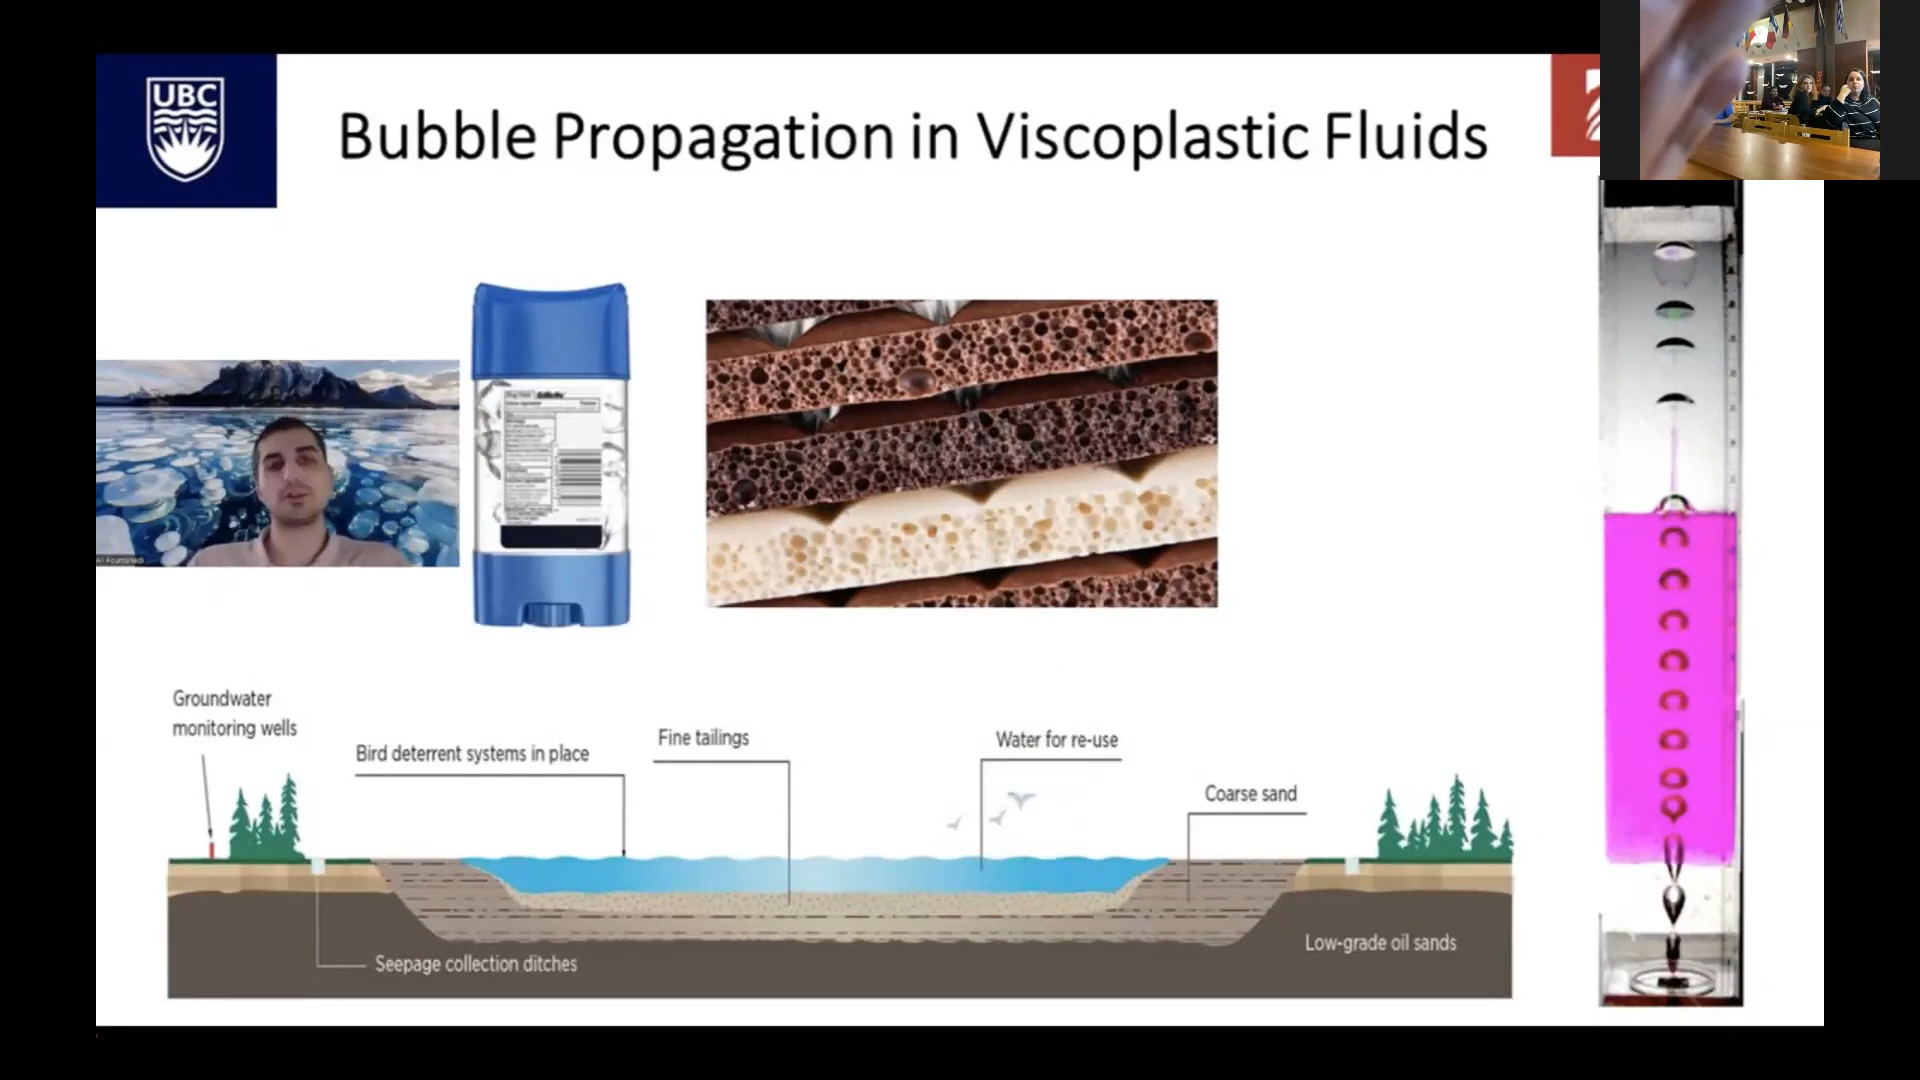 UBC
Bubble Propagation in Viscoplastic Fluids
Groundwater
monitoring wells
Bird deterrent systems in place
Fine tailings
Water for re-use
Coarse sand
Seepage collection ditches
Low-grade oil sands